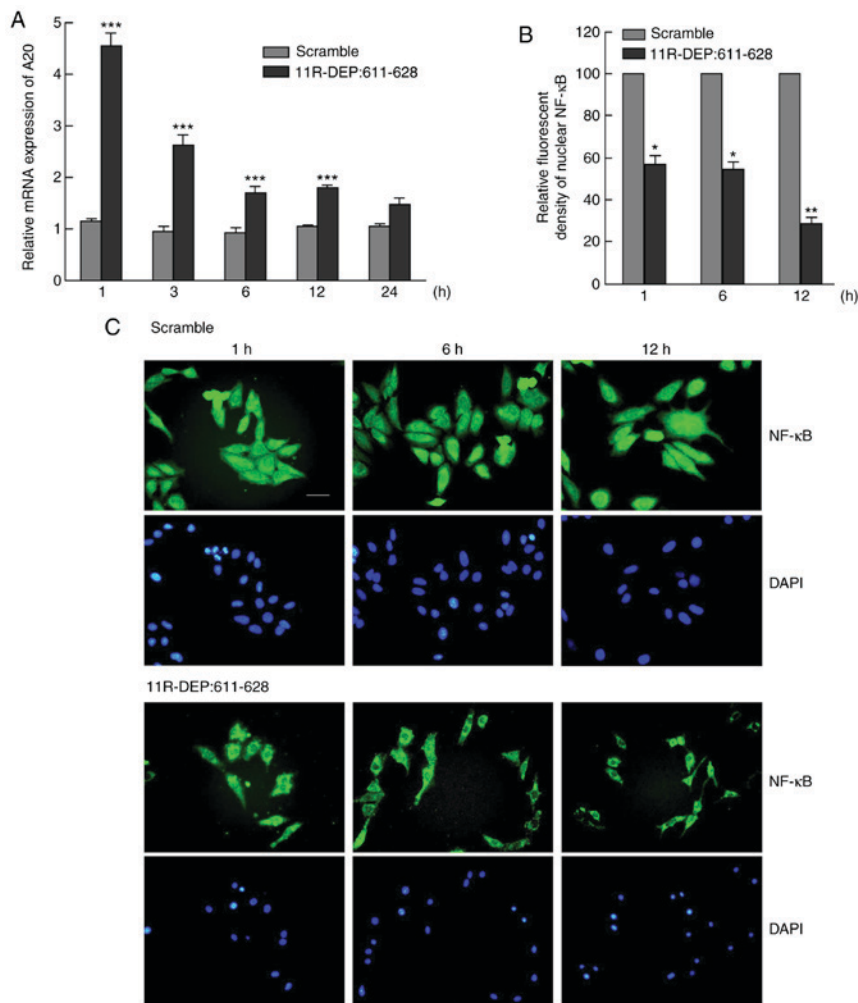 A
Relative mRNA expression of A20
5
4
3
2
1
0
***
***
***
***
Scramble
11R-DEP:611-628
1 3 6 12 24 (h)
B
Relative fluorescent
density of nuclear NF-κB
120
100
80
60
40
20
0
Scramble
11R-DEP:611-628
*
*
**
1 6 12 (h)
C
Scramble
1 h 6 h 12 h
NF-κB
DAPI
11R-DEP:611-628
NF-κB
DAPI